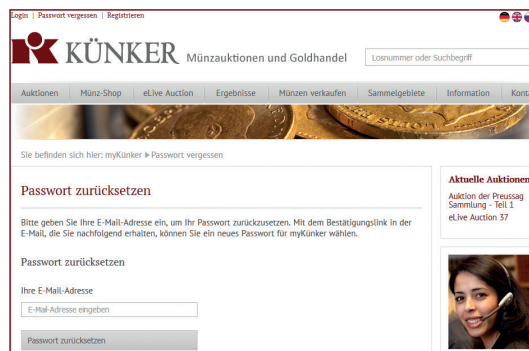 Login | Passwort vergessen | Registrieren
KÜNKER Münzauktionen und Goldhandel
Losnummer oder Suchbegriff
Auktionen Münz-Shop eLive Auction Ergebnisse Münzen verkaufen Sammelgebiete Information Konta
Sie befinden sich hier: myKünker ▶ Passwort vergessen
Passwort zurücksetzen
Bitte geben Sie Ihre E-Mail-Adresse ein, um Ihr Passwort zurückzusetzen. Mit dem Bestätigungslink in der
E-Mail, die Sie nachfolgend erhalten, können Sie ein neues Passwort für myKünker wählen.
Passwort zurücksetzen
Ihre E-Mail-Adresse
E-Mail-Adresse eingeben
Passwort zurücksetzen
Aktuelle Auktionen
Auktion der Preussag
Sammlung - Teil 1
eLive Auction 37